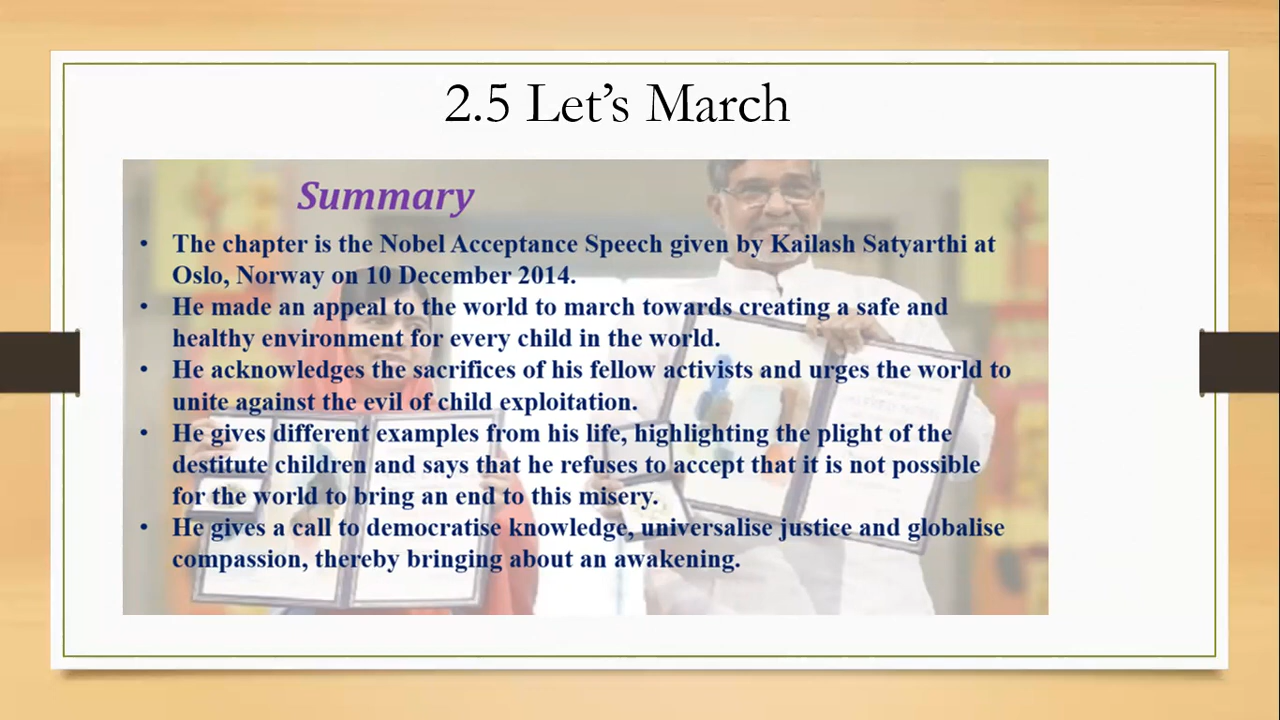 2.5 Let’s March
Summary
• The chapter is the Nobel Acceptance Speech given by Kailash Satyarthi at
Oslo, Norway on 10 December 2014.
• He made an appeal to the world to march towards creating a safe and
healthy environment for every child in the world.
• He acknowledges the sacrifices of his fellow activists and urges the world to
unite against the evil of child exploitation.
• He gives different examples from his life, highlighting the plight of the
destitute children and says that he refuses to accept that it is not possible
for the world to bring an end to this misery.
• He gives a call to democratise knowledge, universalise justice and globalise
compassion, thereby bringing about an awakening.